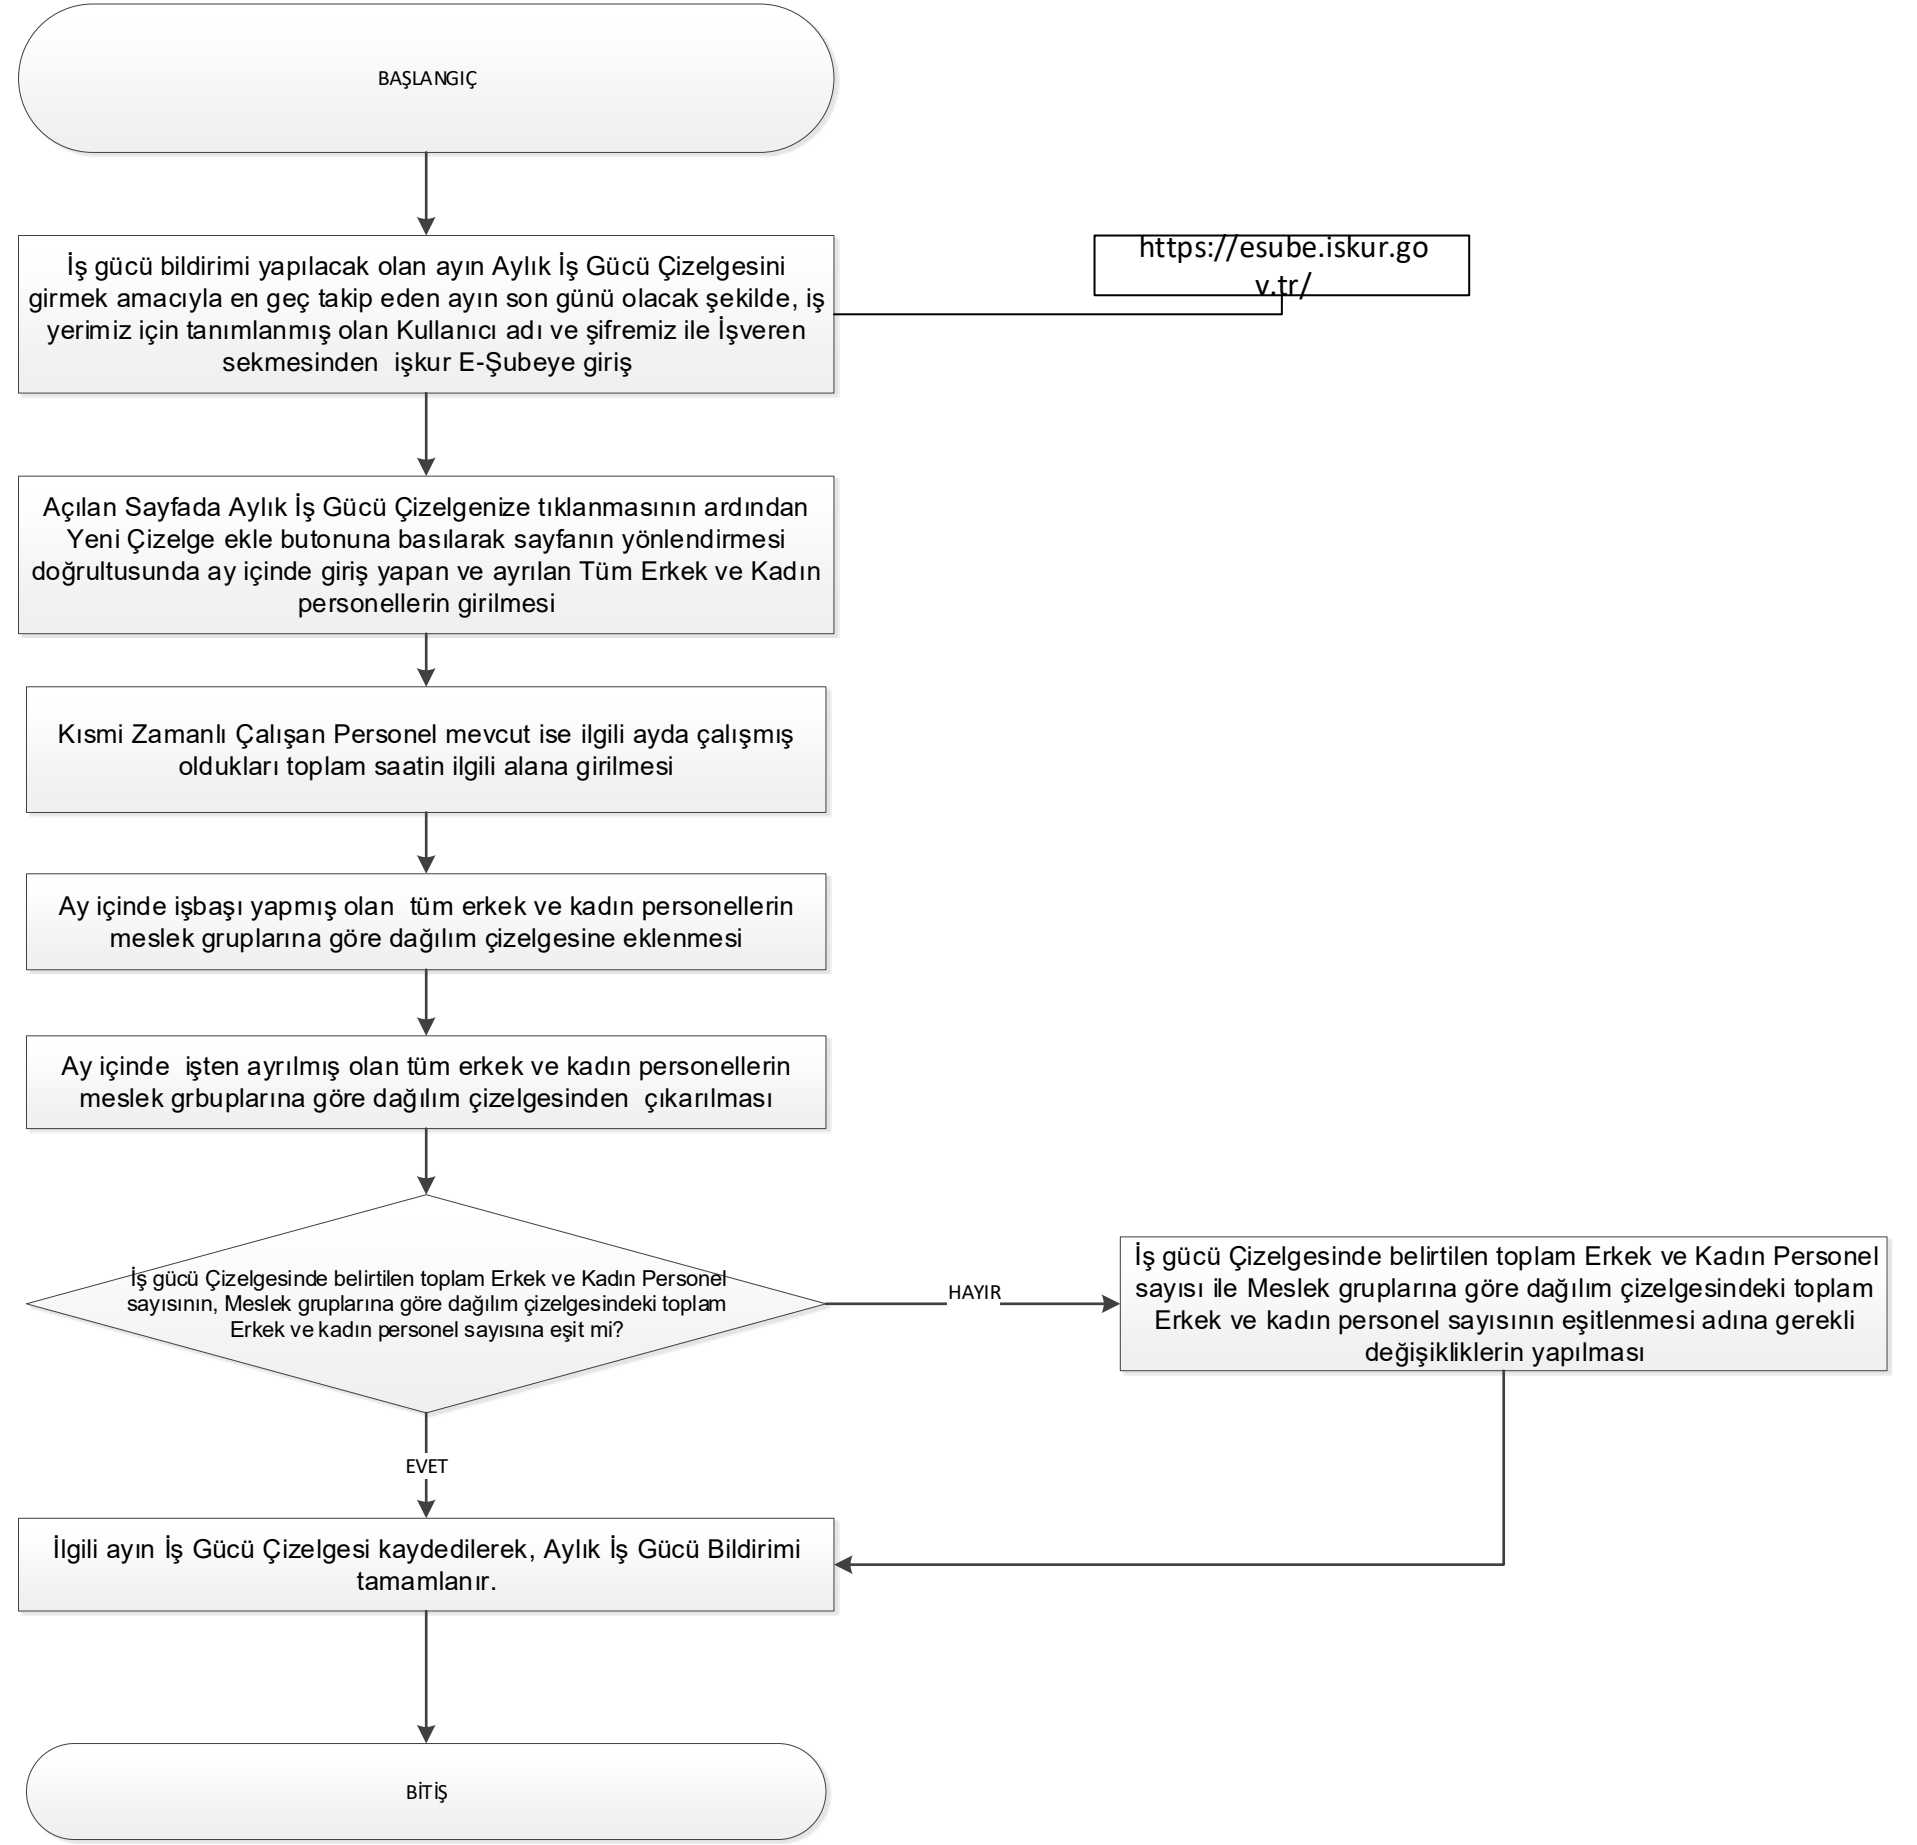 BAŞLANGIÇ
İş gücü bildirimi yapılacak olan ayın Aylık İş Gücü Çizelgesini
girmek amacıyla en geç takip eden ayın son günü olacak şekilde, iş
yerimiz için tanımlanmış olan Kullanıcı adı ve şifremiz ile İşveren
sekmesinden  işkur E-Şubeye giriş
https://esube.iskur.go
v.tr/
Açılan Sayfada Aylık İş Gücü Çizelgenize tıklanmasının ardından
Yeni Çizelge ekle butonuna basılarak sayfanın yönlendirmesi
doğrultusunda ay içinde giriş yapan ve ayrılan Tüm Erkek ve Kadın
personellerin girilmesi
Kısmi Zamanlı Çalışan Personel mevcut ise ilgili ayda çalışmış
oldukları toplam saatin ilgili alana girilmesi
Ay içinde işbaşı yapmış olan  tüm erkek ve kadın personellerin
meslek gruplarına göre dağılım çizelgesine eklenmesi
Ay içinde  işten ayrılmış olan tüm erkek ve kadın personellerin
meslek grbuplarına göre dağılım çizelgesinden  çıkarılması
İş gücü Çizelgesinde belirtilen toplam Erkek ve Kadın Personel
sayısının, Meslek gruplarına göre dağılım çizelgesindeki toplam
Erkek ve kadın personel sayısına eşit mi?
HAYIR
İş gücü Çizelgesinde belirtilen toplam Erkek ve Kadın Personel
sayısı ile Meslek gruplarına göre dağılım çizelgesindeki toplam
Erkek ve kadın personel sayısının eşitlenmesi adına gerekli
değişikliklerin yapılması
EVET
İlgili ayın İş Gücü Çizelgesi kaydedilerek, Aylık İş Gücü Bildirimi
tamamlanır.
BİTİŞ